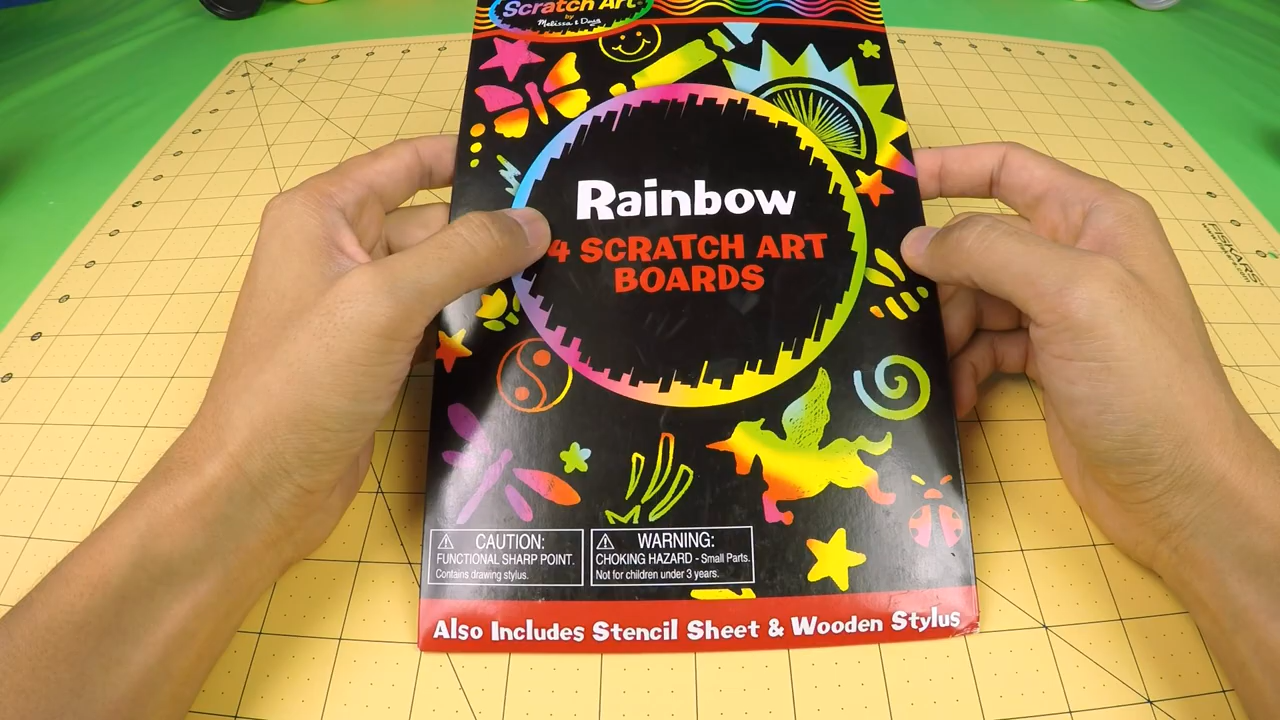 Scratch Art
by
Melissa & Doug
Rainbow
4 SCRATCH ART
BOARDS
CAUTION:
FUNCTIONAL SHARP POINT.
Contains drawing stylus.
WARNING:
CHOKING HAZARD - Small Parts.
Not for children under 3 years.
Also Includes Stencil Sheet & Wooden Stylus
FISKARS